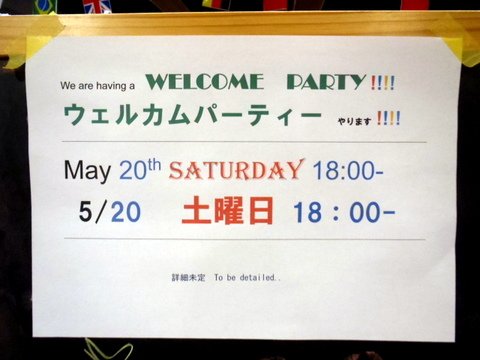 We are having a WELCOME PARTY!!!!
ウェルカムパーティー やります!!!!
May 20th SATURDAY 18:00-
5/20 土曜日 18：00-
詳細未定 To be detailed..